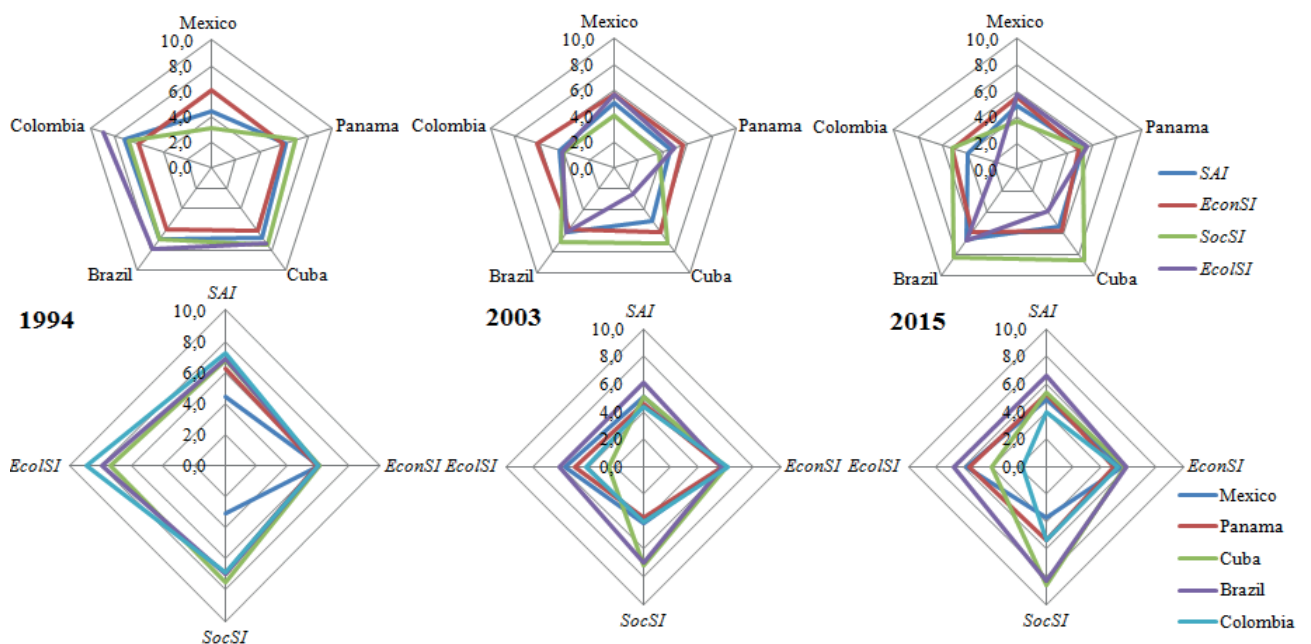 Mexico
10,0
8,0
6,0
4,0
2,0
0,0
Colombia
Panama
Brazil
Cuba
Mexico
10,0
8,0
6,0
4,0
2,0
0,0
Colombia
Panama
Brazil
Cuba
Mexico
10,0
8,0
6,0
4,0
2,0
0,0
Colombia
Panama
Brazil
Cuba
SAI
EconSI
SocSI
EcolSI
1994
SAI
10,0
8,0
6,0
4,0
2,0
0,0
EcolSI
EconSI
SocSI
2003
SAI
10,0
8,0
6,0
4,0
2,0
0,0
EcolSI
EconSI
SocSI
2015
SAI
10,0
8,0
6,0
4,0
2,0
0,0
EcolSI
EconSI
SocSI
Mexico
Panama
Cuba
Brazil
Colombia